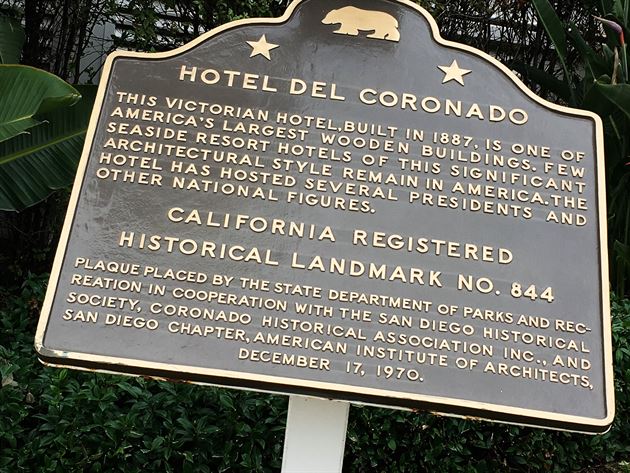 HOTEL DEL CORONADO
THIS VICTORIAN HOTEL, BUILT IN 1887, IS ONE OF
AMERICA'S LARGEST WOODEN BUILDINGS. FEW
SEASIDE RESORT HOTELS OF THIS SIGNIFICANT
ARCHITECTURAL STYLE REMAIN IN AMERICA. THE
HOTEL HAS HOSTED SEVERAL PRESIDENTS AND
OTHER NATIONAL FIGURES.
CALIFORNIA REGISTERED
HISTORICAL LANDMARK NO. 844
PLAQUE PLACED BY THE STATE DEPARTMENT OF PARKS AND REC-
REATION IN COOPERATION WITH THE SAN DIEGO HISTORICAL
SOCIETY, CORONADO HISTORICAL ASSOCIATION INC., AND
SAN DIEGO CHAPTER, AMERICAN INSTITUTE OF ARCHITECTS,
DECEMBER 17, 1970.